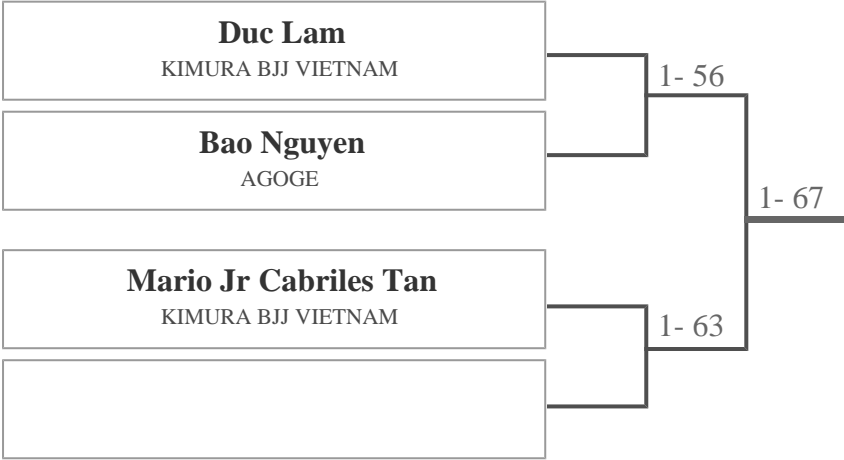 Duc Lam
KIMURA BJJ VIETNAM
1- 56
Bao Nguyen
AGOGE
1- 67
Mario Jr Cabriles Tan
KIMURA BJJ VIETNAM
1- 63